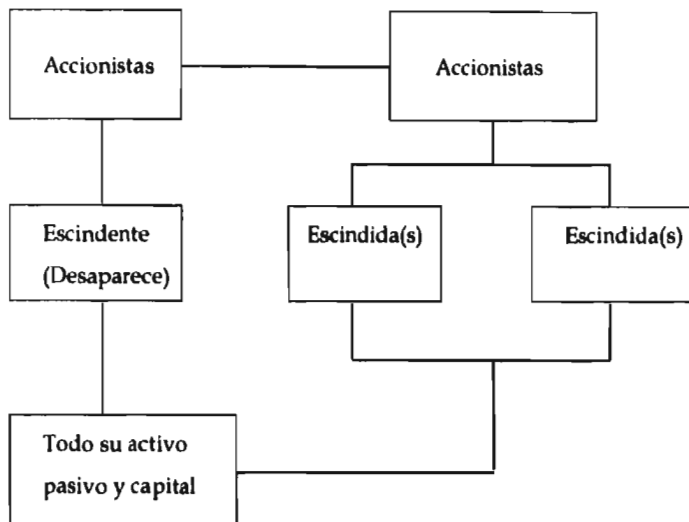 Accionistas
Accionistas
Escindente
(Desaparece)
Escindida(s)
Escindida(s)
Todo su activo
pasivo y capital